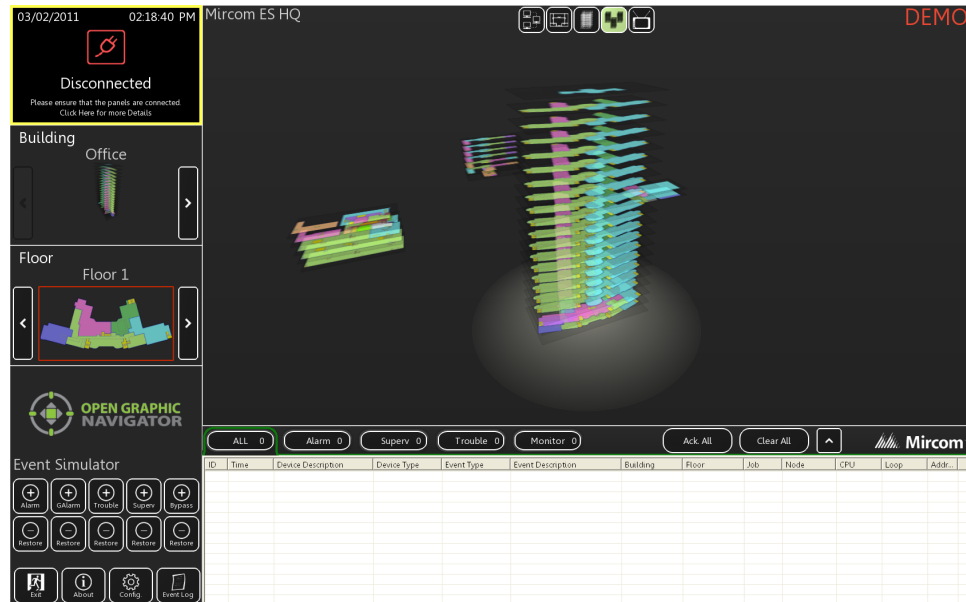 03/02/2011 02:18:40 PM
Disconnected
Please ensure that the panels are connected.
Click Here for more Details
Mircom ES HQ
DEMO
Building
Office
Floor
Floor 1
OPEN GRAPHIC
NAVIGATOR
Event Simulator
Alarm GAlarm Trouble Superv Bypass
Restore Restore Restore Restore Restore
Exit About Config. Event Log
ALL 0 Alarm 0 Superv 0 Trouble 0 Monitor 0 Ack. All Clear All Mircom
ID Time Device Description Device Type Event Type Event Description Building Floor Job Node CPU Loop Addr...